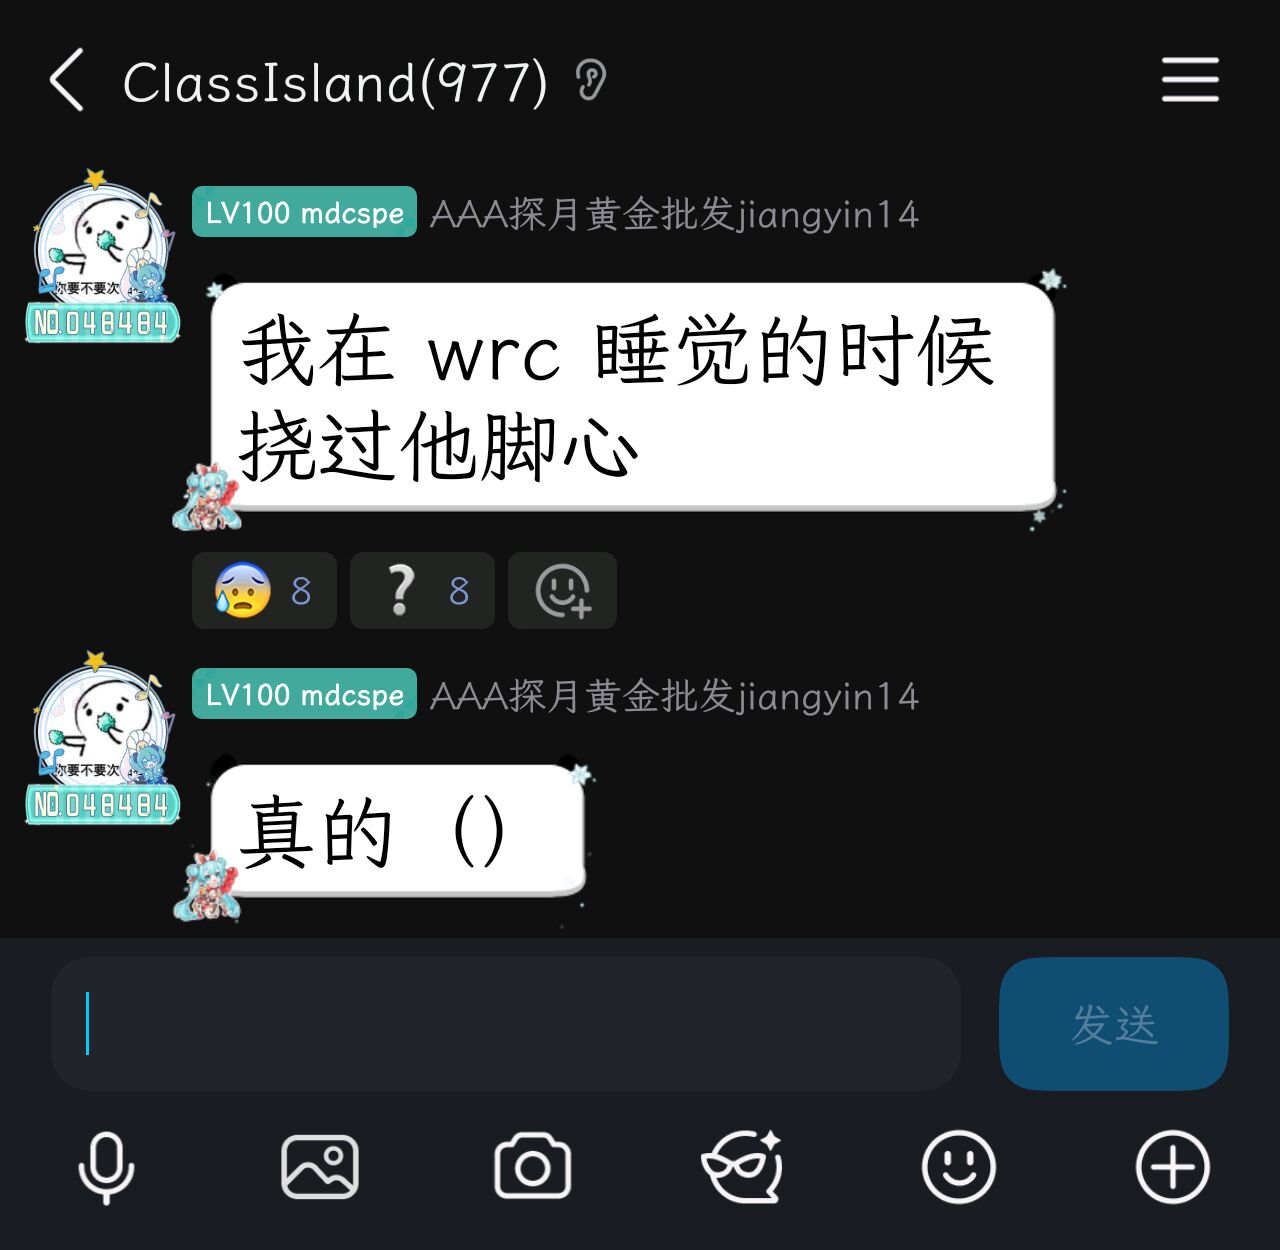 ClassIsland(977)
LV100 mdcspe AAA探月黄金批发jiangyin14
你要不要次
NO.048484
我在 wrc 睡觉的时候
挠过他脚心
8 8
LV100 mdcspe AAA探月黄金批发jiangyin14
你要不要次
NO.048484
真的（）
发送